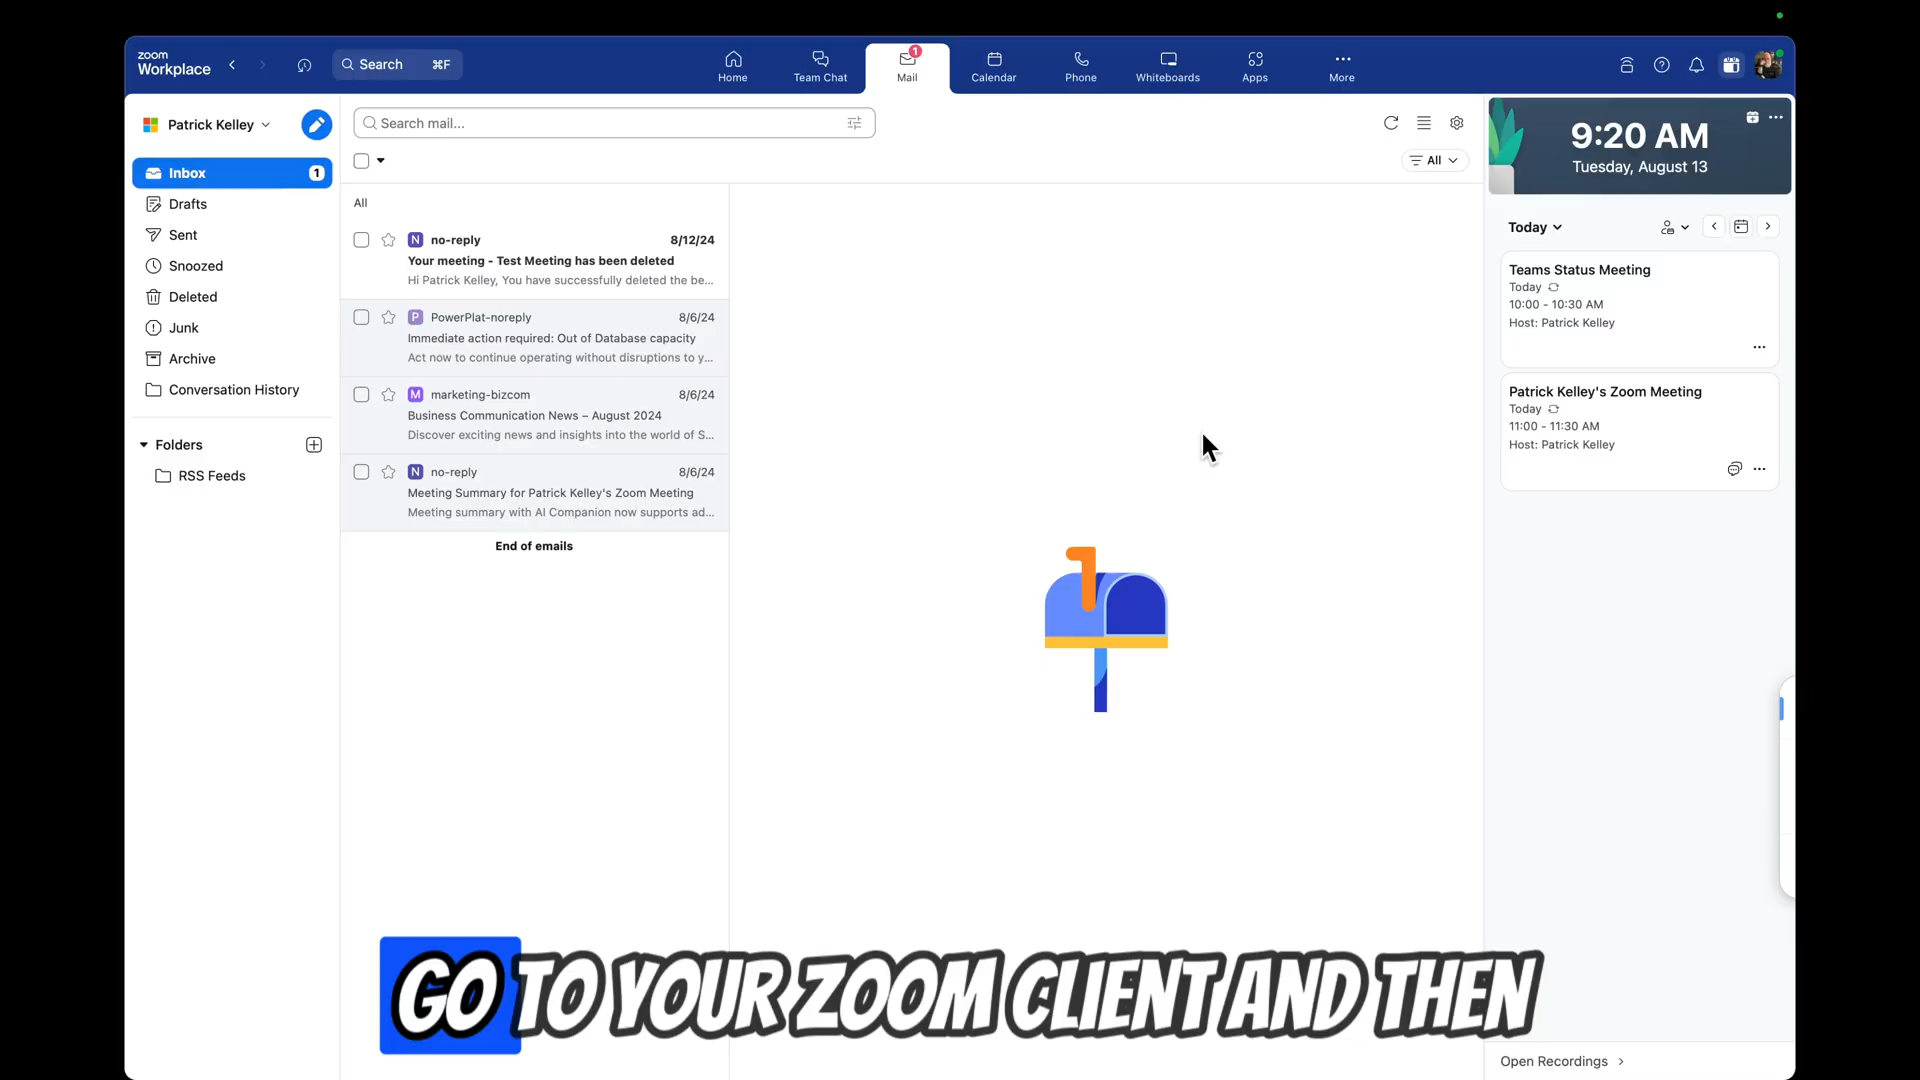 zoom
Workplace
Search ⌘F
Home
Team Chat
1
Mail
Calendar
Phone
Whiteboards
Apps
More
Patrick Kelley
Inbox 1
Drafts
Sent
Snoozed
Deleted
Junk
Archive
Conversation History
Folders
RSS Feeds
Search mail...
All
All
N no-reply 8/12/24
Your meeting - Test Meeting has been deleted
Hi Patrick Kelley, You have successfully deleted the be...
P PowerPlat-noreply 8/6/24
Immediate action required: Out of Database capacity
Act now to continue operating without disruptions to y...
M marketing-bizcom 8/6/24
Business Communication News – August 2024
Discover exciting news and insights into the world of S...
N no-reply 8/6/24
Meeting Summary for Patrick Kelley's Zoom Meeting
Meeting summary with AI Companion now supports ad...
End of emails
9:20 AM
Tuesday, August 13
Today
Teams Status Meeting
Today
10:00 - 10:30 AM
Host: Patrick Kelley
Patrick Kelley's Zoom Meeting
Today
11:00 - 11:30 AM
Host: Patrick Kelley
Open Recordings
GO TO YOUR ZOOM CLIENT AND THEN